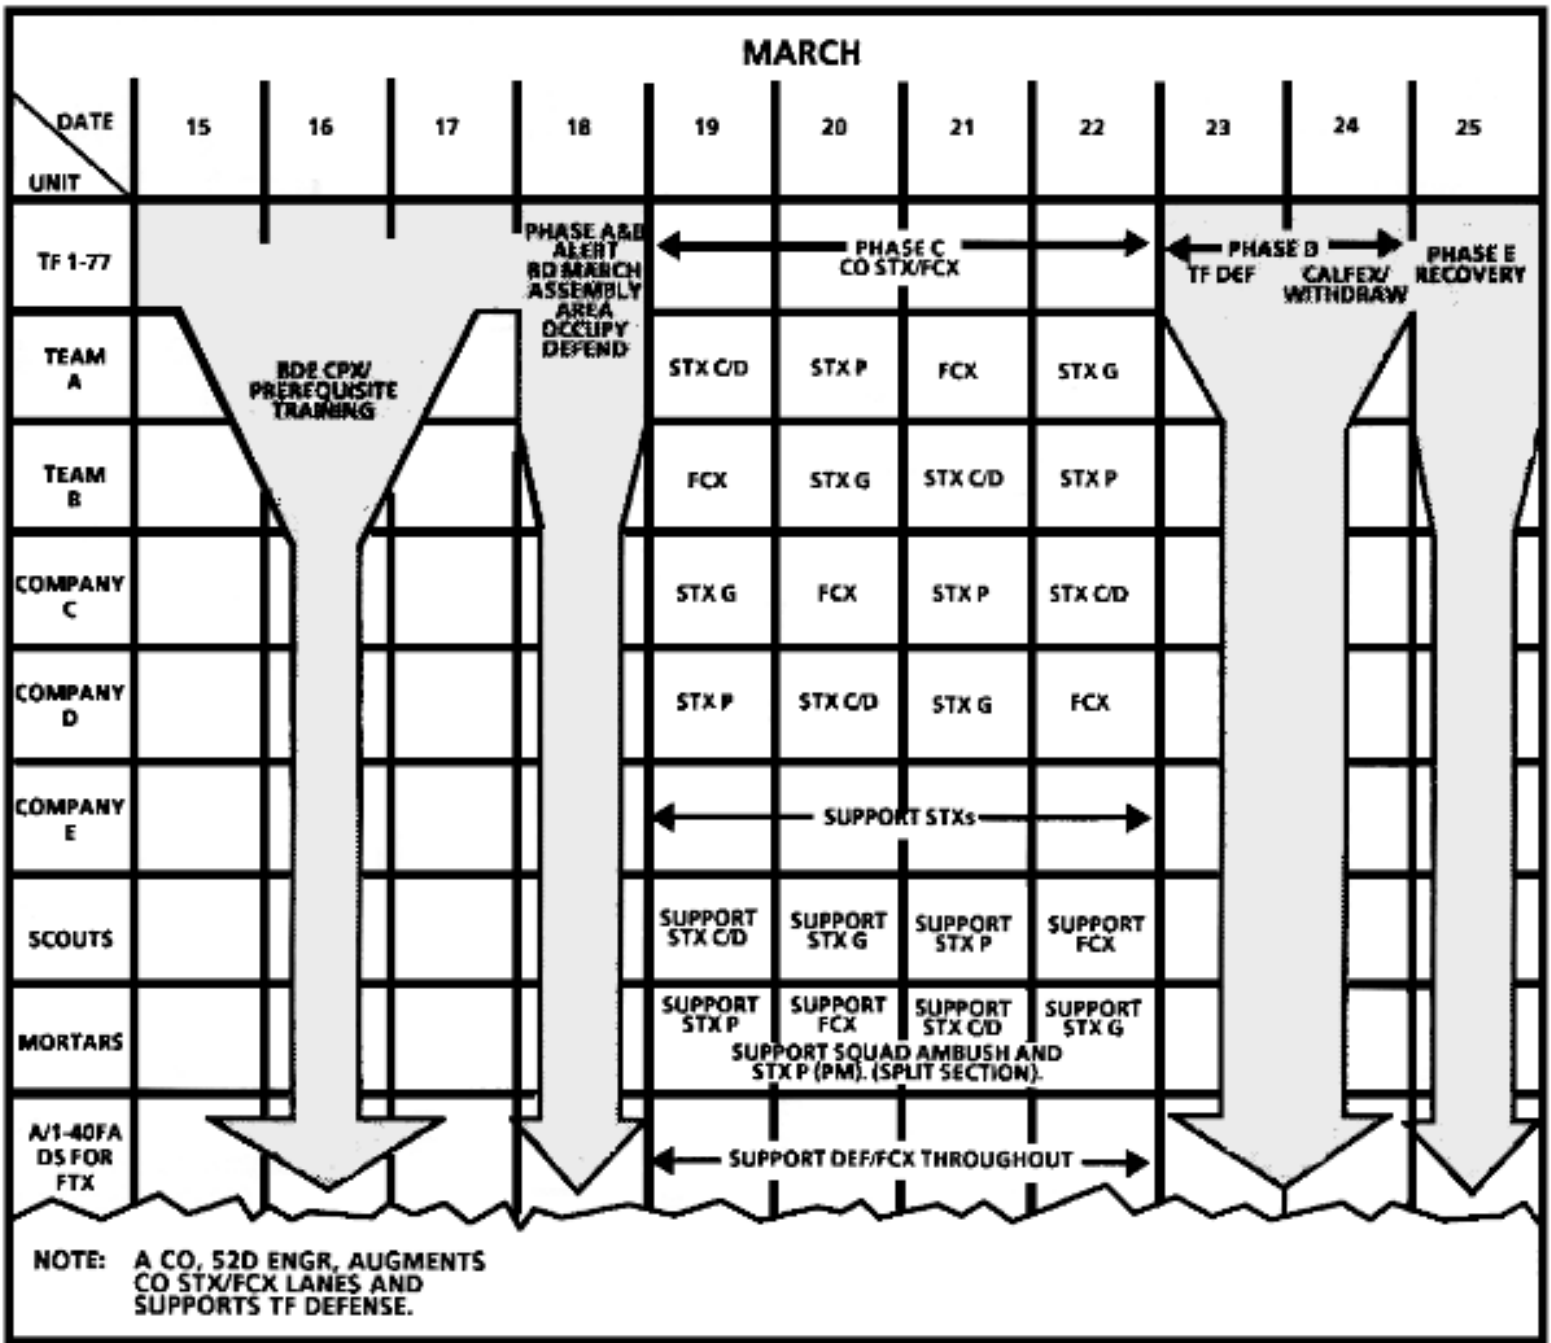 MARCH
DATE 15 16 17 18 19 20 21 22 23 24 25
UNIT
TF 1-77
PHASE A&B
ALERT
RD MARCH
ASSEMBLY
AREA
OCCUPY
DEFEND
PHASE C
CO STX/FCX
PHASE D
TF DEF CALFEX/
WITHDRAW
PHASE E
RECOVERY
BDE CPX/
PREREQUISITE
TRAINING
TEAM
A
STX C/D STX P FCX STX G
TEAM
B
FCX STX G STX C/D STX P
COMPANY
C
STX G FCX STX P STX C/D
COMPANY
D
STX P STX C/D STX G FCX
COMPANY
E
SUPPORT STXs
SCOUTS
SUPPORT SUPPORT SUPPORT SUPPORT
STX C/D STX G STX P FCX
MORTARS
SUPPORT SUPPORT SUPPORT SUPPORT
STX P FCX STX C/D STX G
SUPPORT SQUAD AMBUSH AND
STX P (PM). (SPLIT SECTION).
A/1-40FA
DS FOR
FTX
SUPPORT DEF/FCX THROUGHOUT
NOTE: A CO, 52D ENGR, AUGMENTS
CO STX/FCX LANES AND
SUPPORTS TF DEFENSE.